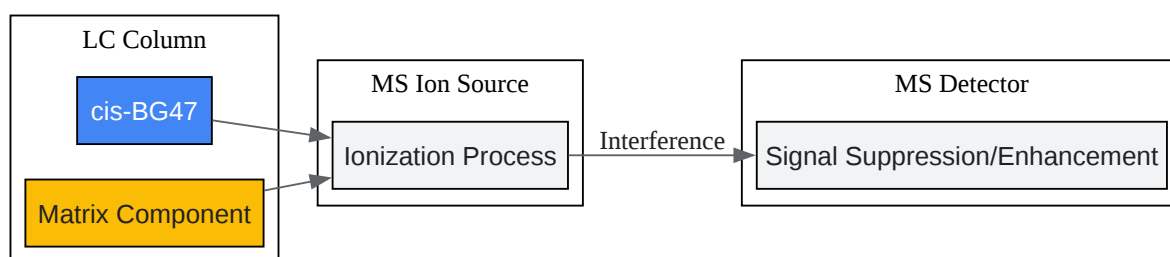 LC Column
cis-BG47
Matrix Component
MS Ion Source
Ionization Process
Interference
MS Detector
Signal Suppression/Enhancement